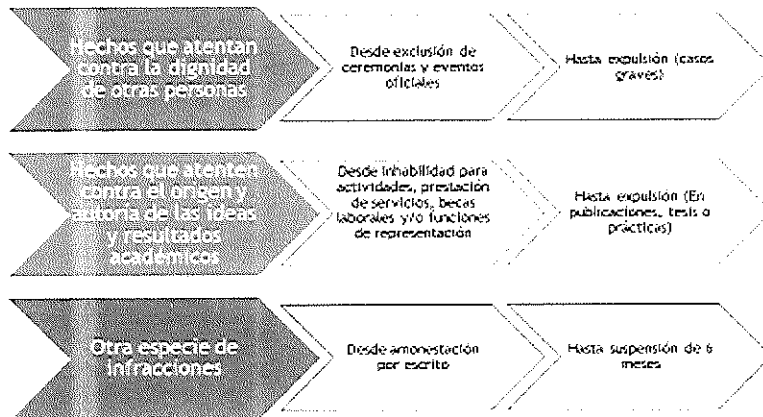 Hechos que atentan
contra la dignidad
de otras personas
Desde exclusión de
ceremonias y eventos
oficiales
Hasta expulsión (casos
graves)
Hechos que atenten
contra el origen y
autoría de las ideas
y resultados
académicos
Desde inhabilidad para
actividades, prestación
de servicios, becas
laborales y/o funciones
de representación
Hasta expulsión (En
publicaciones, tesis o
prácticas)
Otra especie de
infracciones
Desde amonestación
por escrito
Hasta suspensión de 6
meses